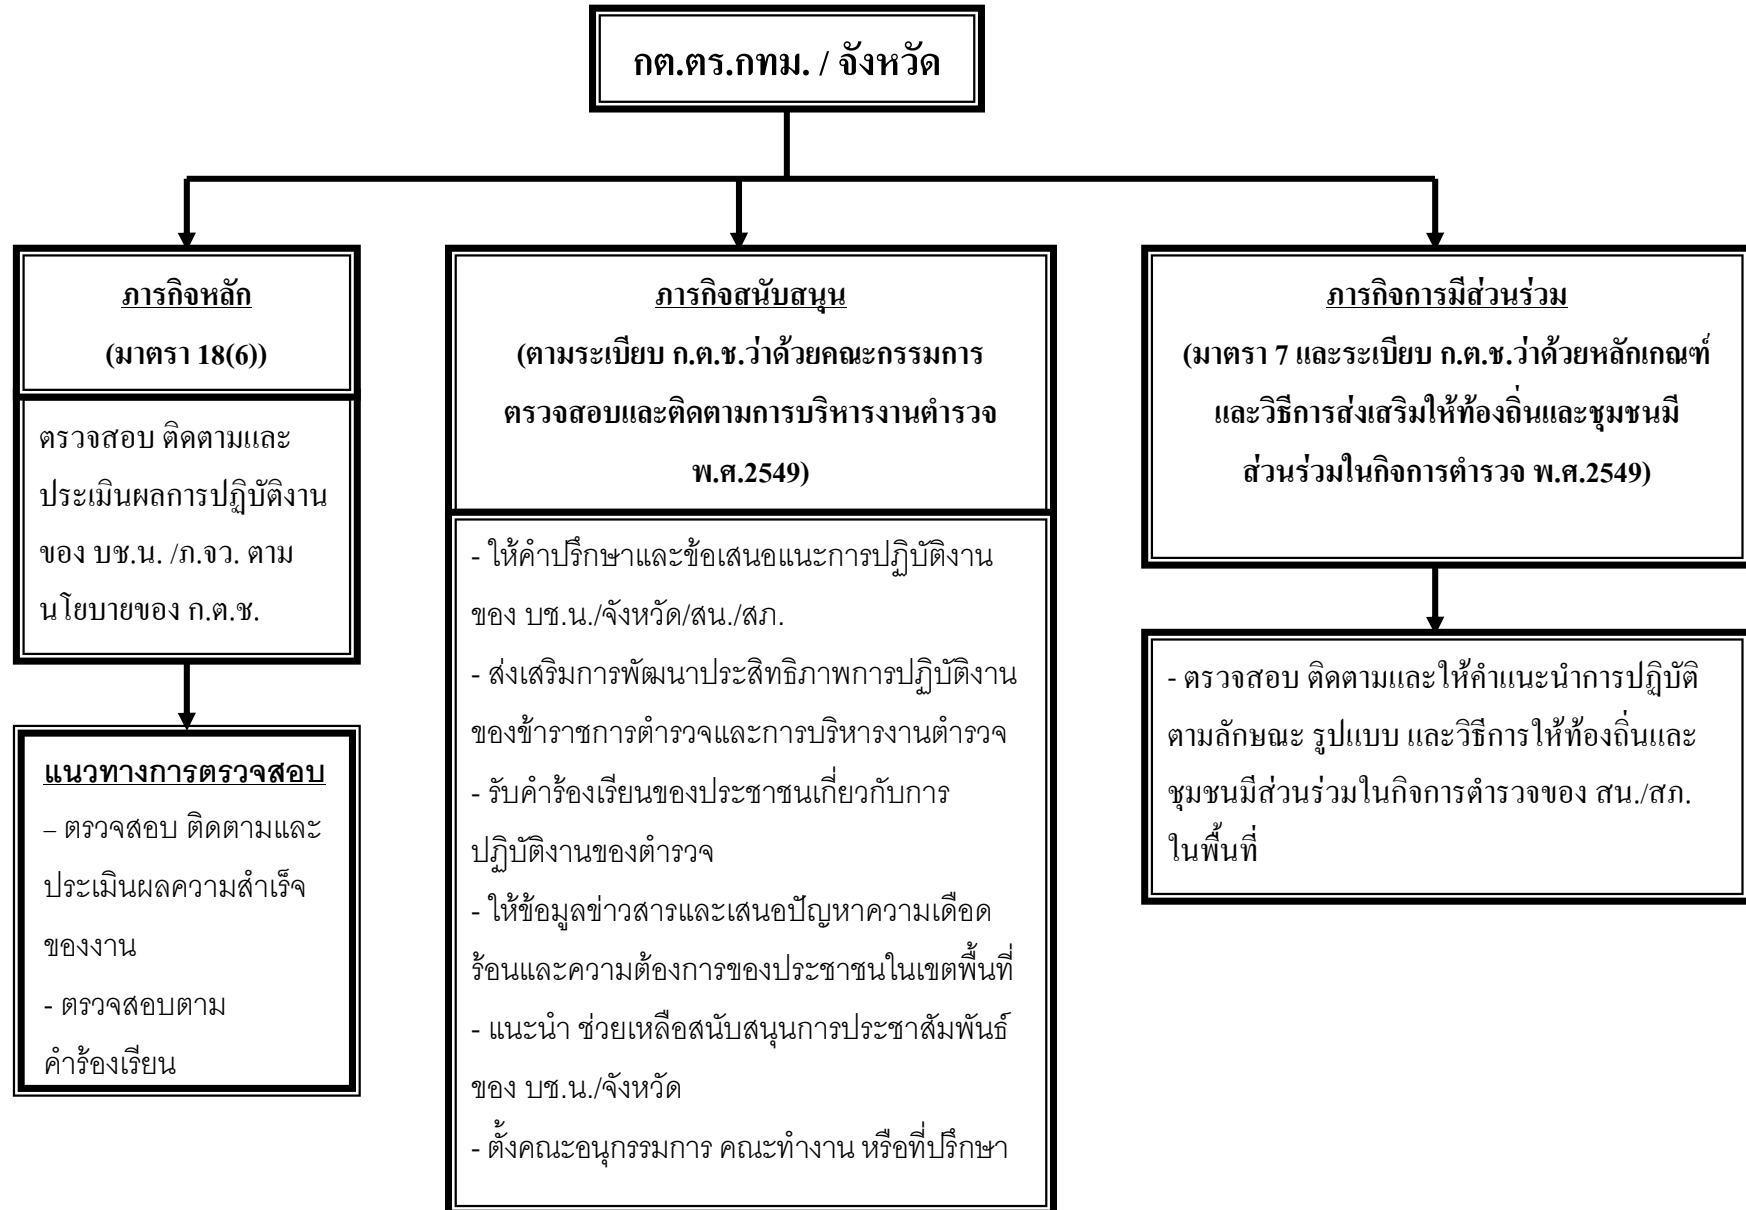 กต.ตร.กทม. / จังหวัด
ภารกิจหลัก
(มาตรา 18(6))
ตรวจสอบ ติดตามและ
ประเมินผลการปฏิบัติงาน
ของ บช.น. /ภ.จว. ตาม
นโยบายของ ก.ต.ช.
แนวทางการตรวจสอบ
– ตรวจสอบ ติดตามและ
ประเมินผลความสำเร็จ
ของงาน
- ตรวจสอบตาม
คำร้องเรียน
ภารกิจสนับสนุน
(ตามระเบียบ ก.ต.ช.ว่าด้วยคณะกรรมการ
ตรวจสอบและติดตามการบริหารงานตำรวจ
พ.ศ.2549)
- ให้คำปรึกษาและข้อเสนอแนะการปฏิบัติงาน
ของ บช.น./จังหวัด/สน./สภ.
- ส่งเสริมการพัฒนาประสิทธิภาพการปฏิบัติงาน
ของข้าราชการตำรวจและการบริหารงานตำรวจ
- รับคำร้องเรียนของประชาชนเกี่ยวกับการ
ปฏิบัติงานของตำรวจ
- ให้ข้อมูลข่าวสารและเสนอปัญหาความเดือด
ร้อนและความต้องการของประชาชนในเขตพื้นที่
- แนะนำ ช่วยเหลือสนับสนุนการประชาสัมพันธ์
ของ บช.น./จังหวัด
- ตั้งคณะอนุกรรมการ คณะทำงาน หรือที่ปรึกษา
ภารกิจการมีส่วนร่วม
(มาตรา 7 และระเบียบ ก.ต.ช.ว่าด้วยหลักเกณฑ์
และวิธีการส่งเสริมให้ท้องถิ่นและชุมชนมี
ส่วนร่วมในกิจการตำรวจ พ.ศ.2549)
- ตรวจสอบ ติดตามและให้คำแนะนำการปฏิบัติ
ตามลักษณะ รูปแบบ และวิธีการให้ท้องถิ่นและ
ชุมชนมีส่วนร่วมในกิจการตำรวจของ สน./สภ.
ในพื้นที่